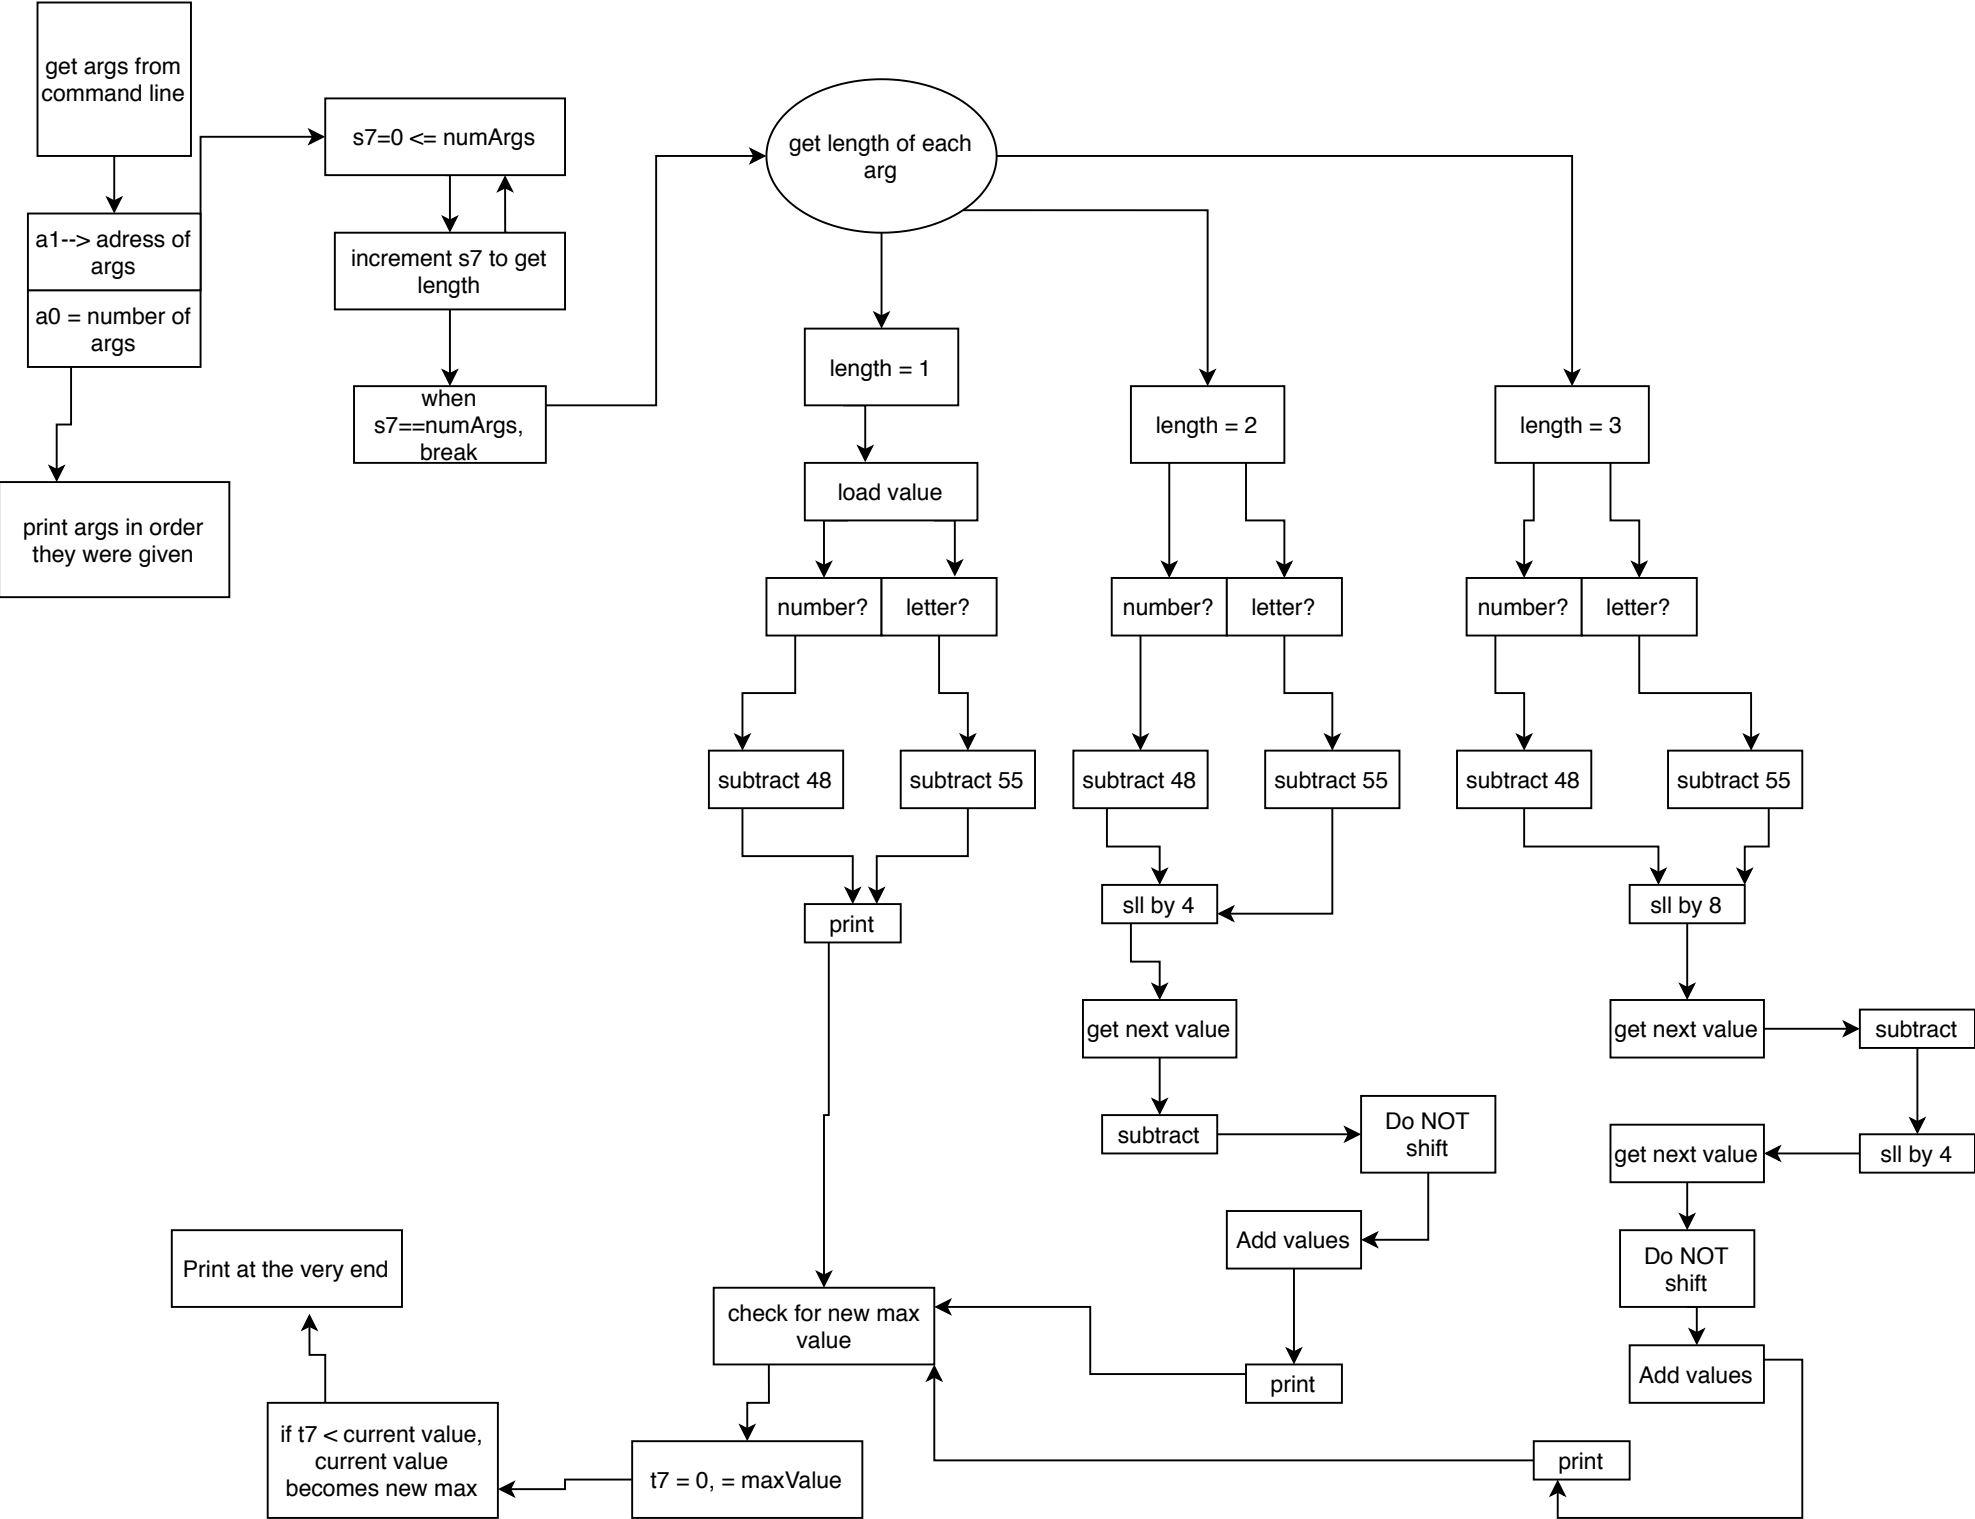 get args from
command line
a1--> adress of
args
a0 = number of
args
print args in order
they were given
s7=0 <= numArgs
increment s7 to get
length
when
s7==numArgs,
break
get length of each
arg
length = 1
load value
number?
letter?
subtract 48
subtract 55
print
length = 2
number?
letter?
subtract 48
subtract 55
sll by 4
get next value
subtract
Do NOT
shift
Add values
print
length = 3
number?
letter?
subtract 48
subtract 55
sll by 8
get next value
subtract
sll by 4
get next value
Do NOT
shift
Add values
print
check for new max
value
t7 = 0, = maxValue
if t7 < current value,
current value
becomes new max
Print at the very end